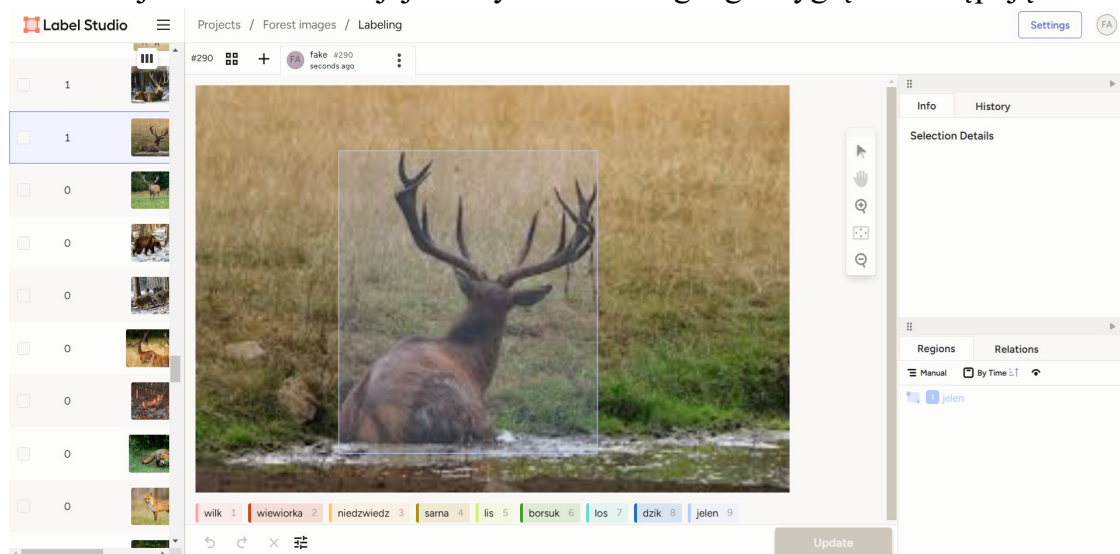 Label Studio
Projects / Forest images / Labeling
Settings
FA
#290
FA
fake #290
seconds ago
1
1
0
0
0
0
0
0
0
Info
History
Selection Details
Regions
Relations
Manual
By Time
1 jelen
wilk 1
wiewiorka 2
niedzwiedz 3
sarna 4
lis 5
borsuk 6
los 7
dzik 8
jelen 9
Update